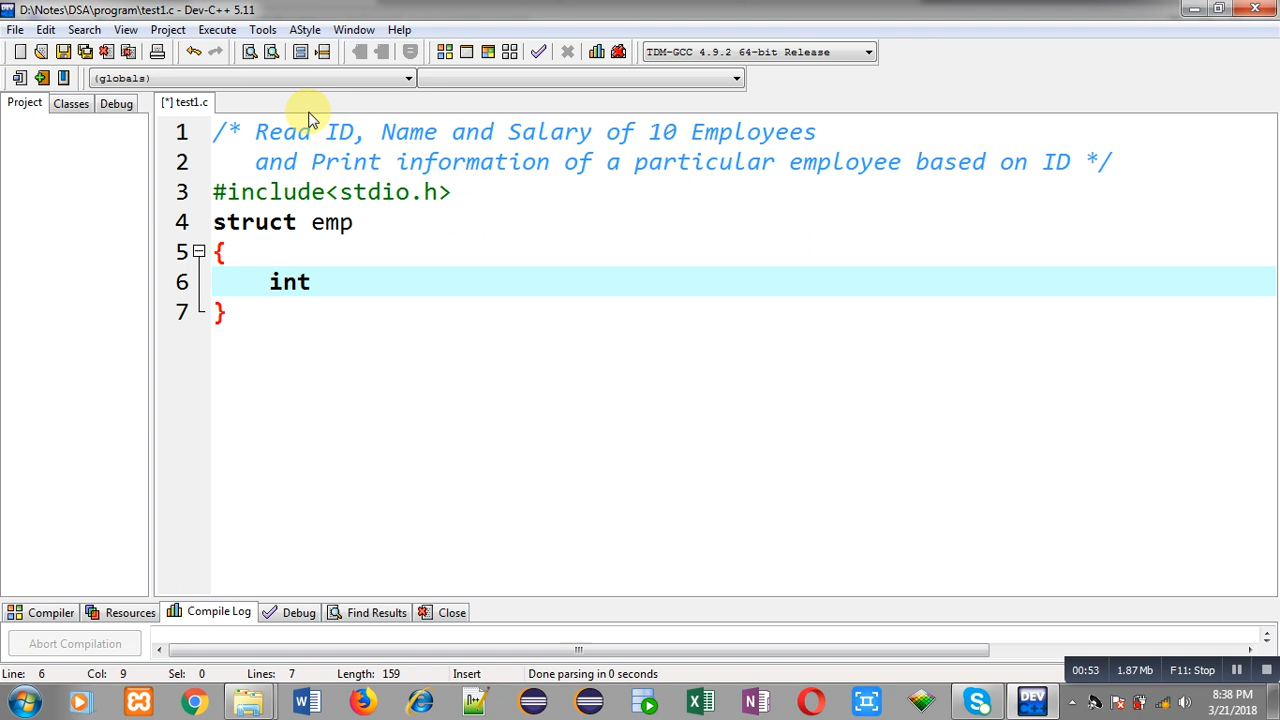 D:\Notes\DSA\program\test1.c - Dev-C++ 5.11
File Edit Search View Project Execute Tools AStyle Window Help
TDM-GCC 4.9.2 64-bit Release
(globals)
Project Classes Debug [*] test1.c
1 /* Read ID, Name and Salary of 10 Employees
2 and Print information of a particular employee based on ID */
3 #include<stdio.h>
4 struct emp
5 {
6 int
7 }
Compiler Resources Compile Log Debug Find Results Close
Abort Compilation
Line: 6 Col: 9 Sel: 0 Lines: 7 Length: 159 Insert Done parsing in 0 seconds
00:53 1.87 Mb F11: Stop
8:38 PM
3/21/2018